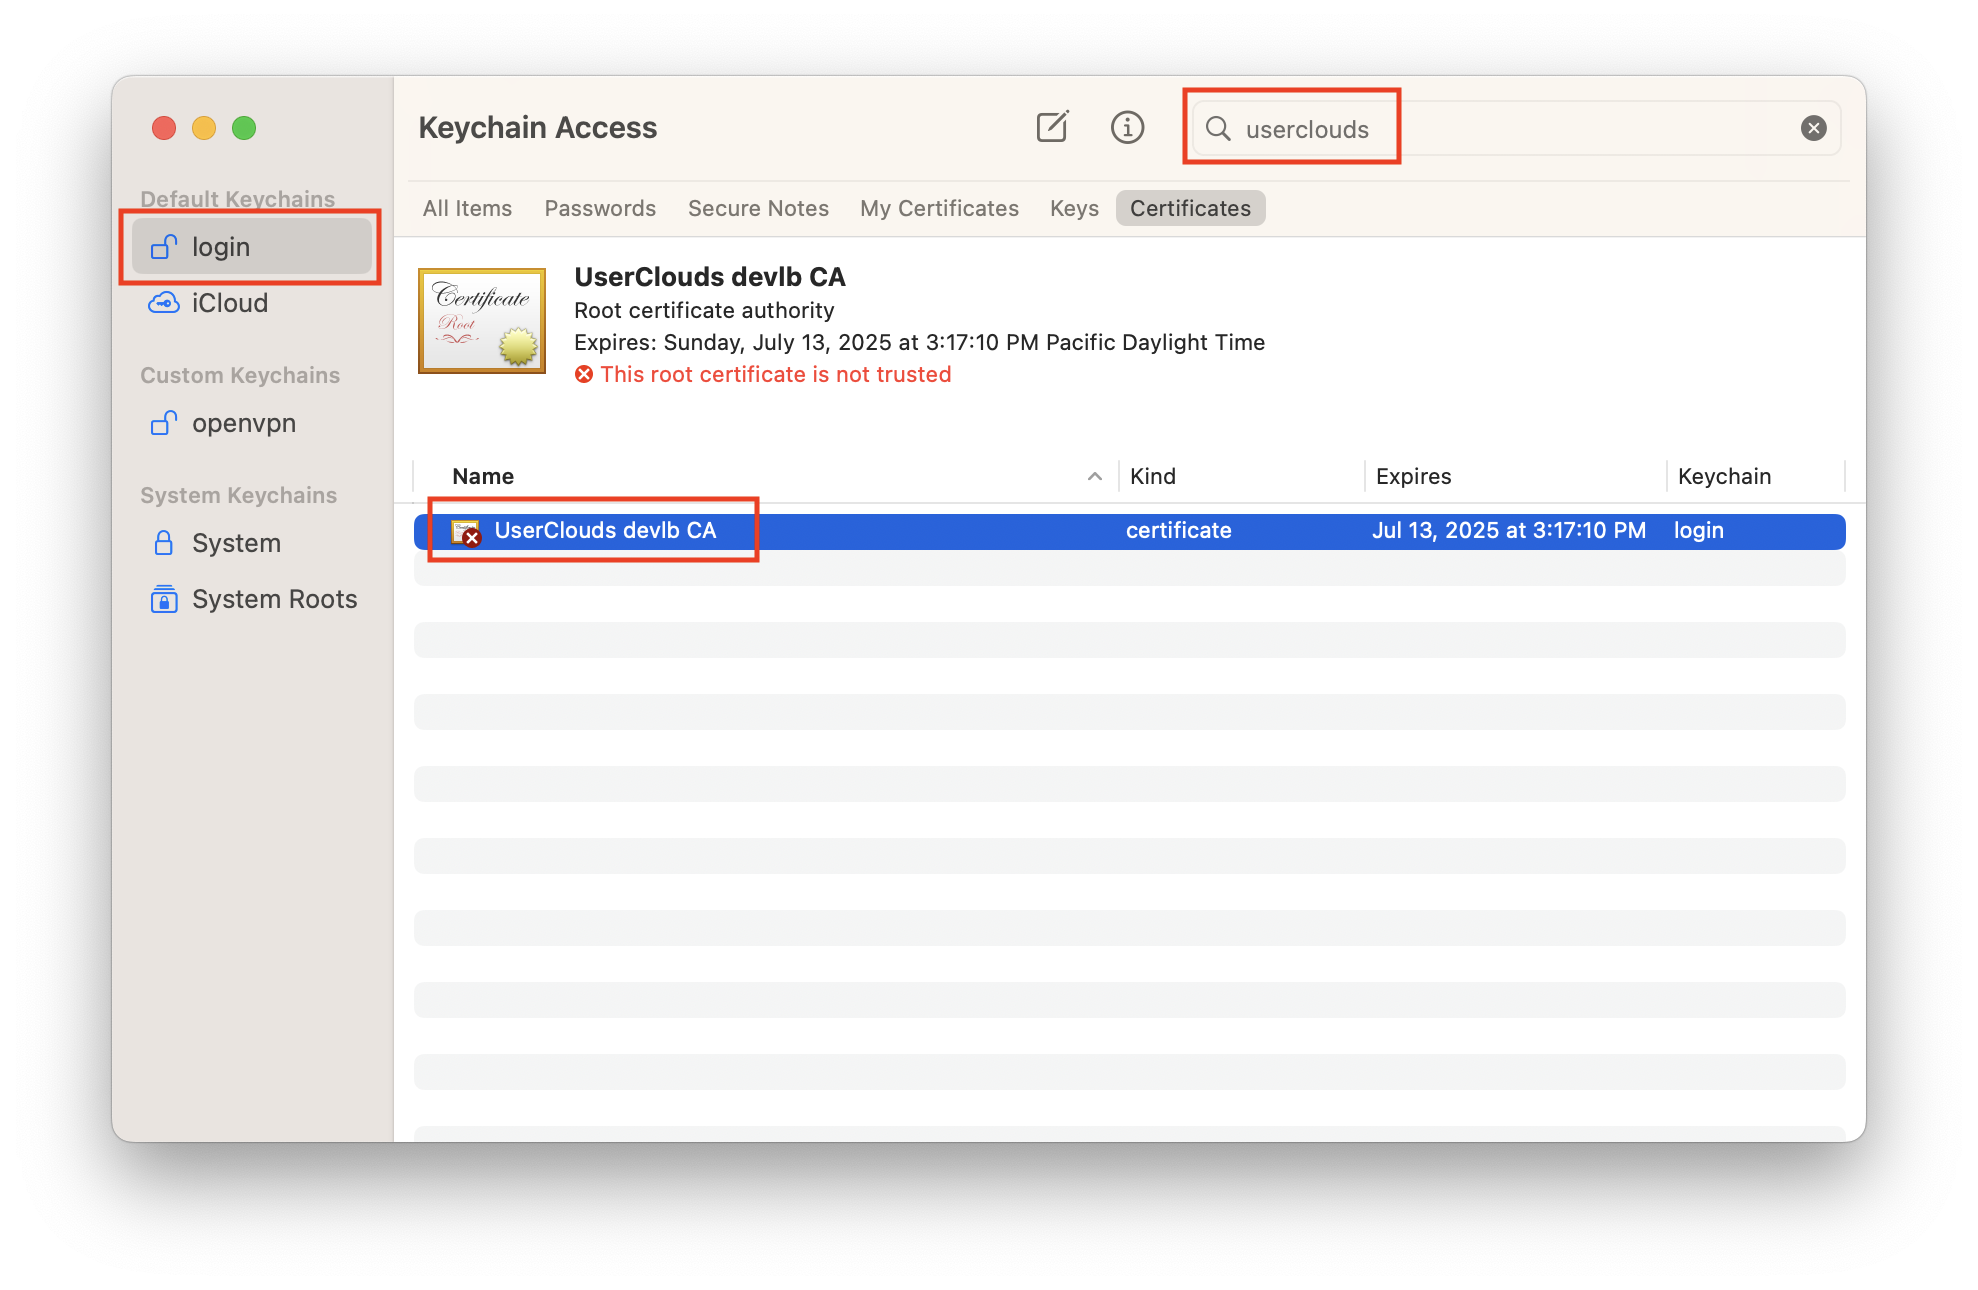 Keychain Access
userclouds
Default Keychains
login
iCloud
Custom Keychains
openvpn
System Keychains
System
System Roots
All Items Passwords Secure Notes My Certificates Keys Certificates
Certificate
Root
UserClouds devlb CA
Root certificate authority
Expires: Sunday, July 13, 2025 at 3:17:10 PM Pacific Daylight Time
This root certificate is not trusted
Name Kind Expires Keychain
UserClouds devlb CA certificate Jul 13, 2025 at 3:17:10 PM login